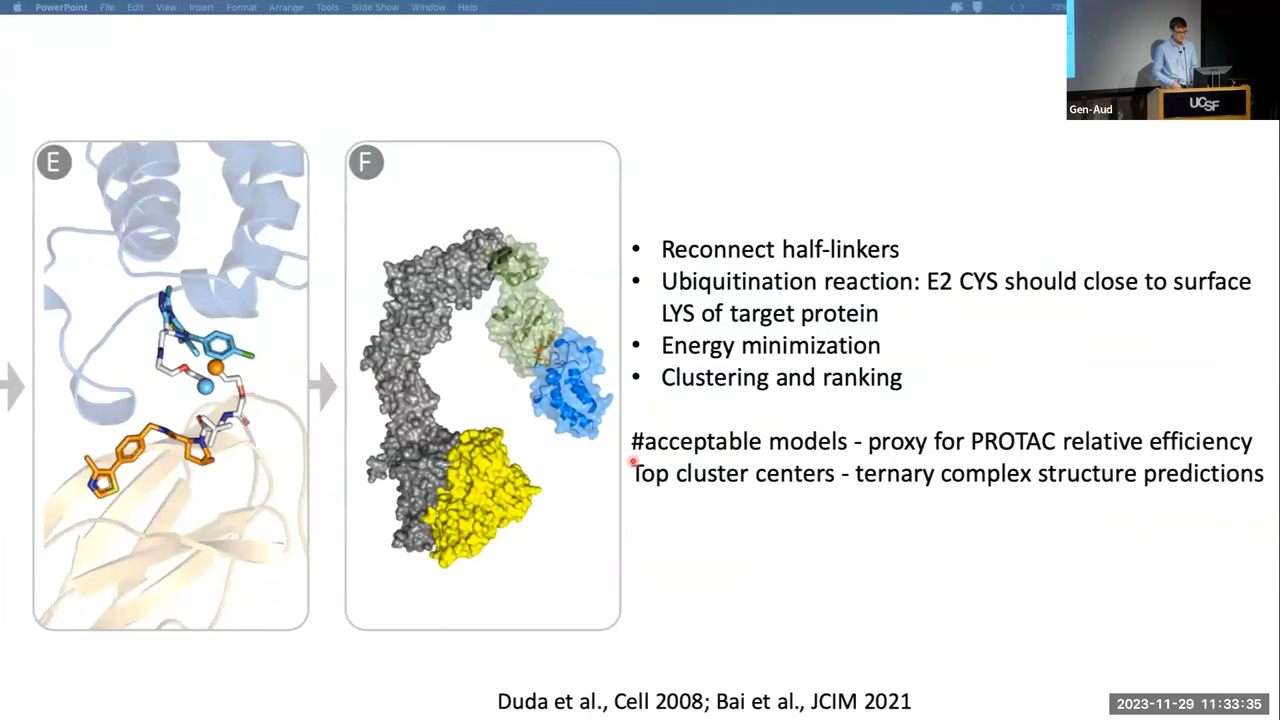 PowerPoint File Edit View Insert Format Arrange Tools Slide Show Window Help
UCSF
Gen-Aud
E
F
• Reconnect half-linkers
• Ubiquitination reaction: E2 CYS should close to surface
LYS of target protein
• Energy minimization
• Clustering and ranking
#acceptable models - proxy for PROTAC relative efficiency
Top cluster centers - ternary complex structure predictions
Duda et al., Cell 2008; Bai et al., JCIM 2021
2023-11-29 11:33:35